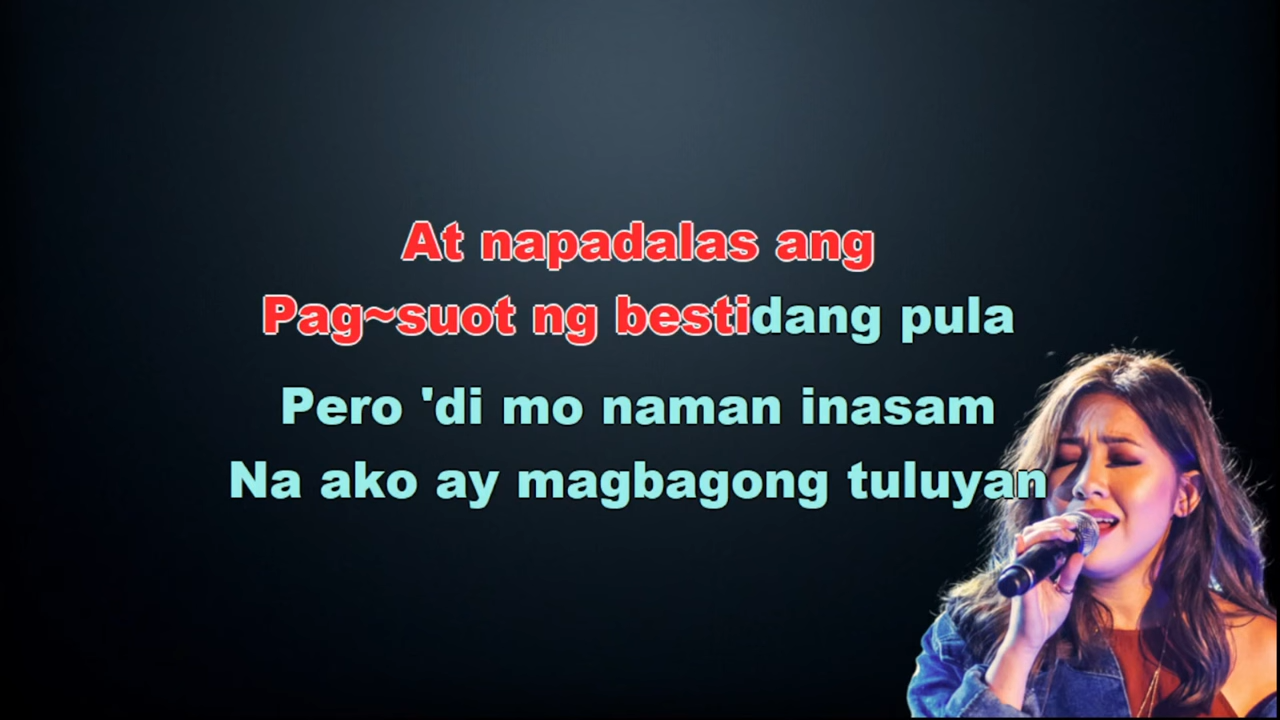 At napadalas ang
Pag~suot ng bestidang pula
Pero 'di mo naman inasam
Na ako ay magbagong tuluyan